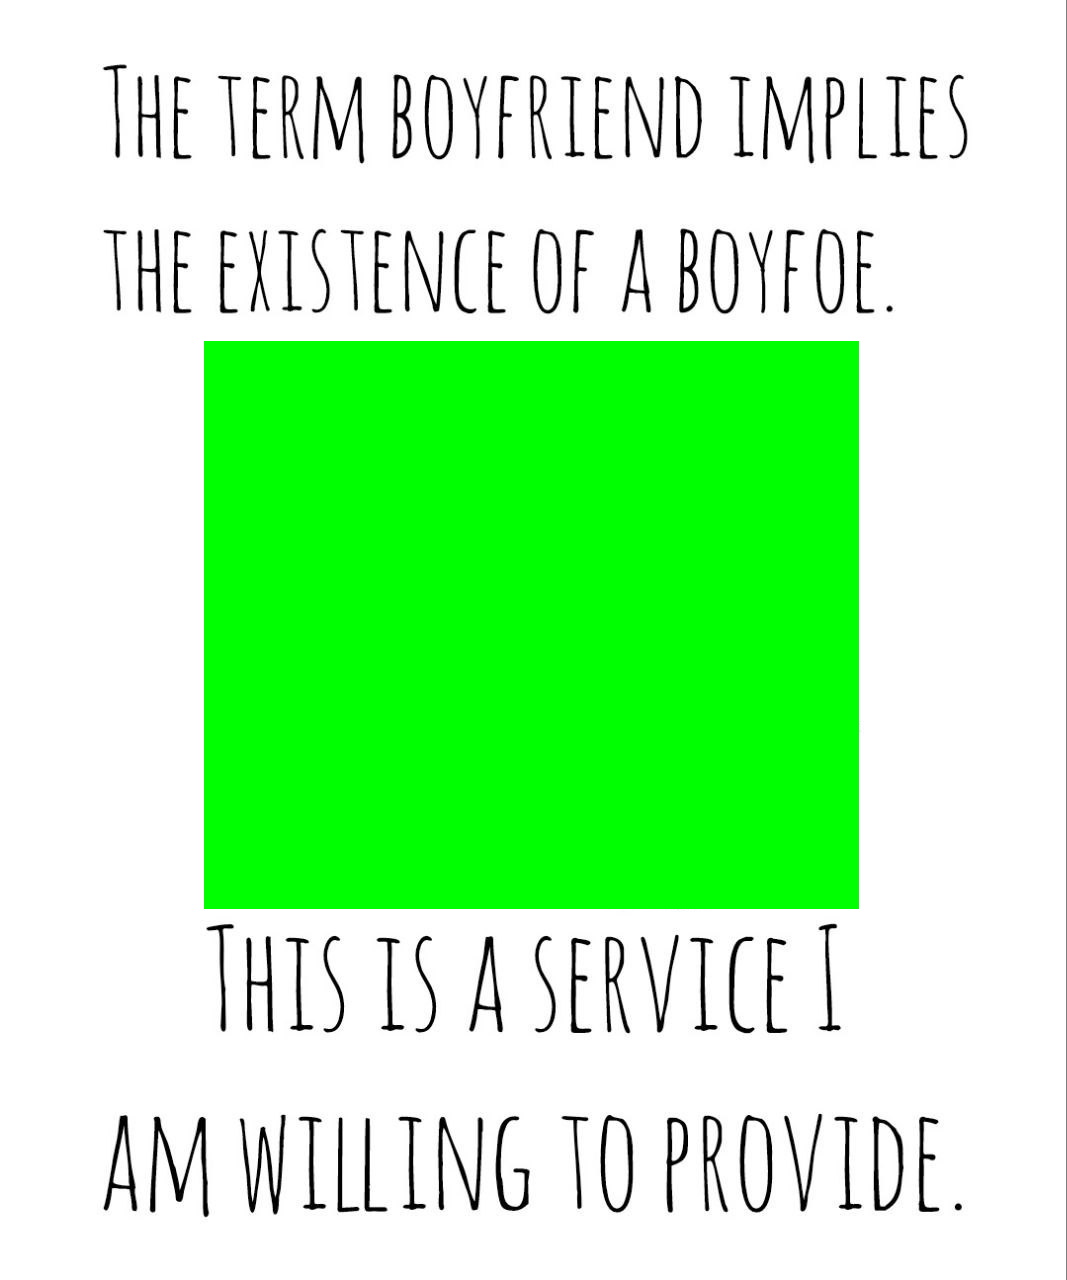 The term boyfriend implies
the existence of a boyfoe.
This is a service I
am willing to provide.